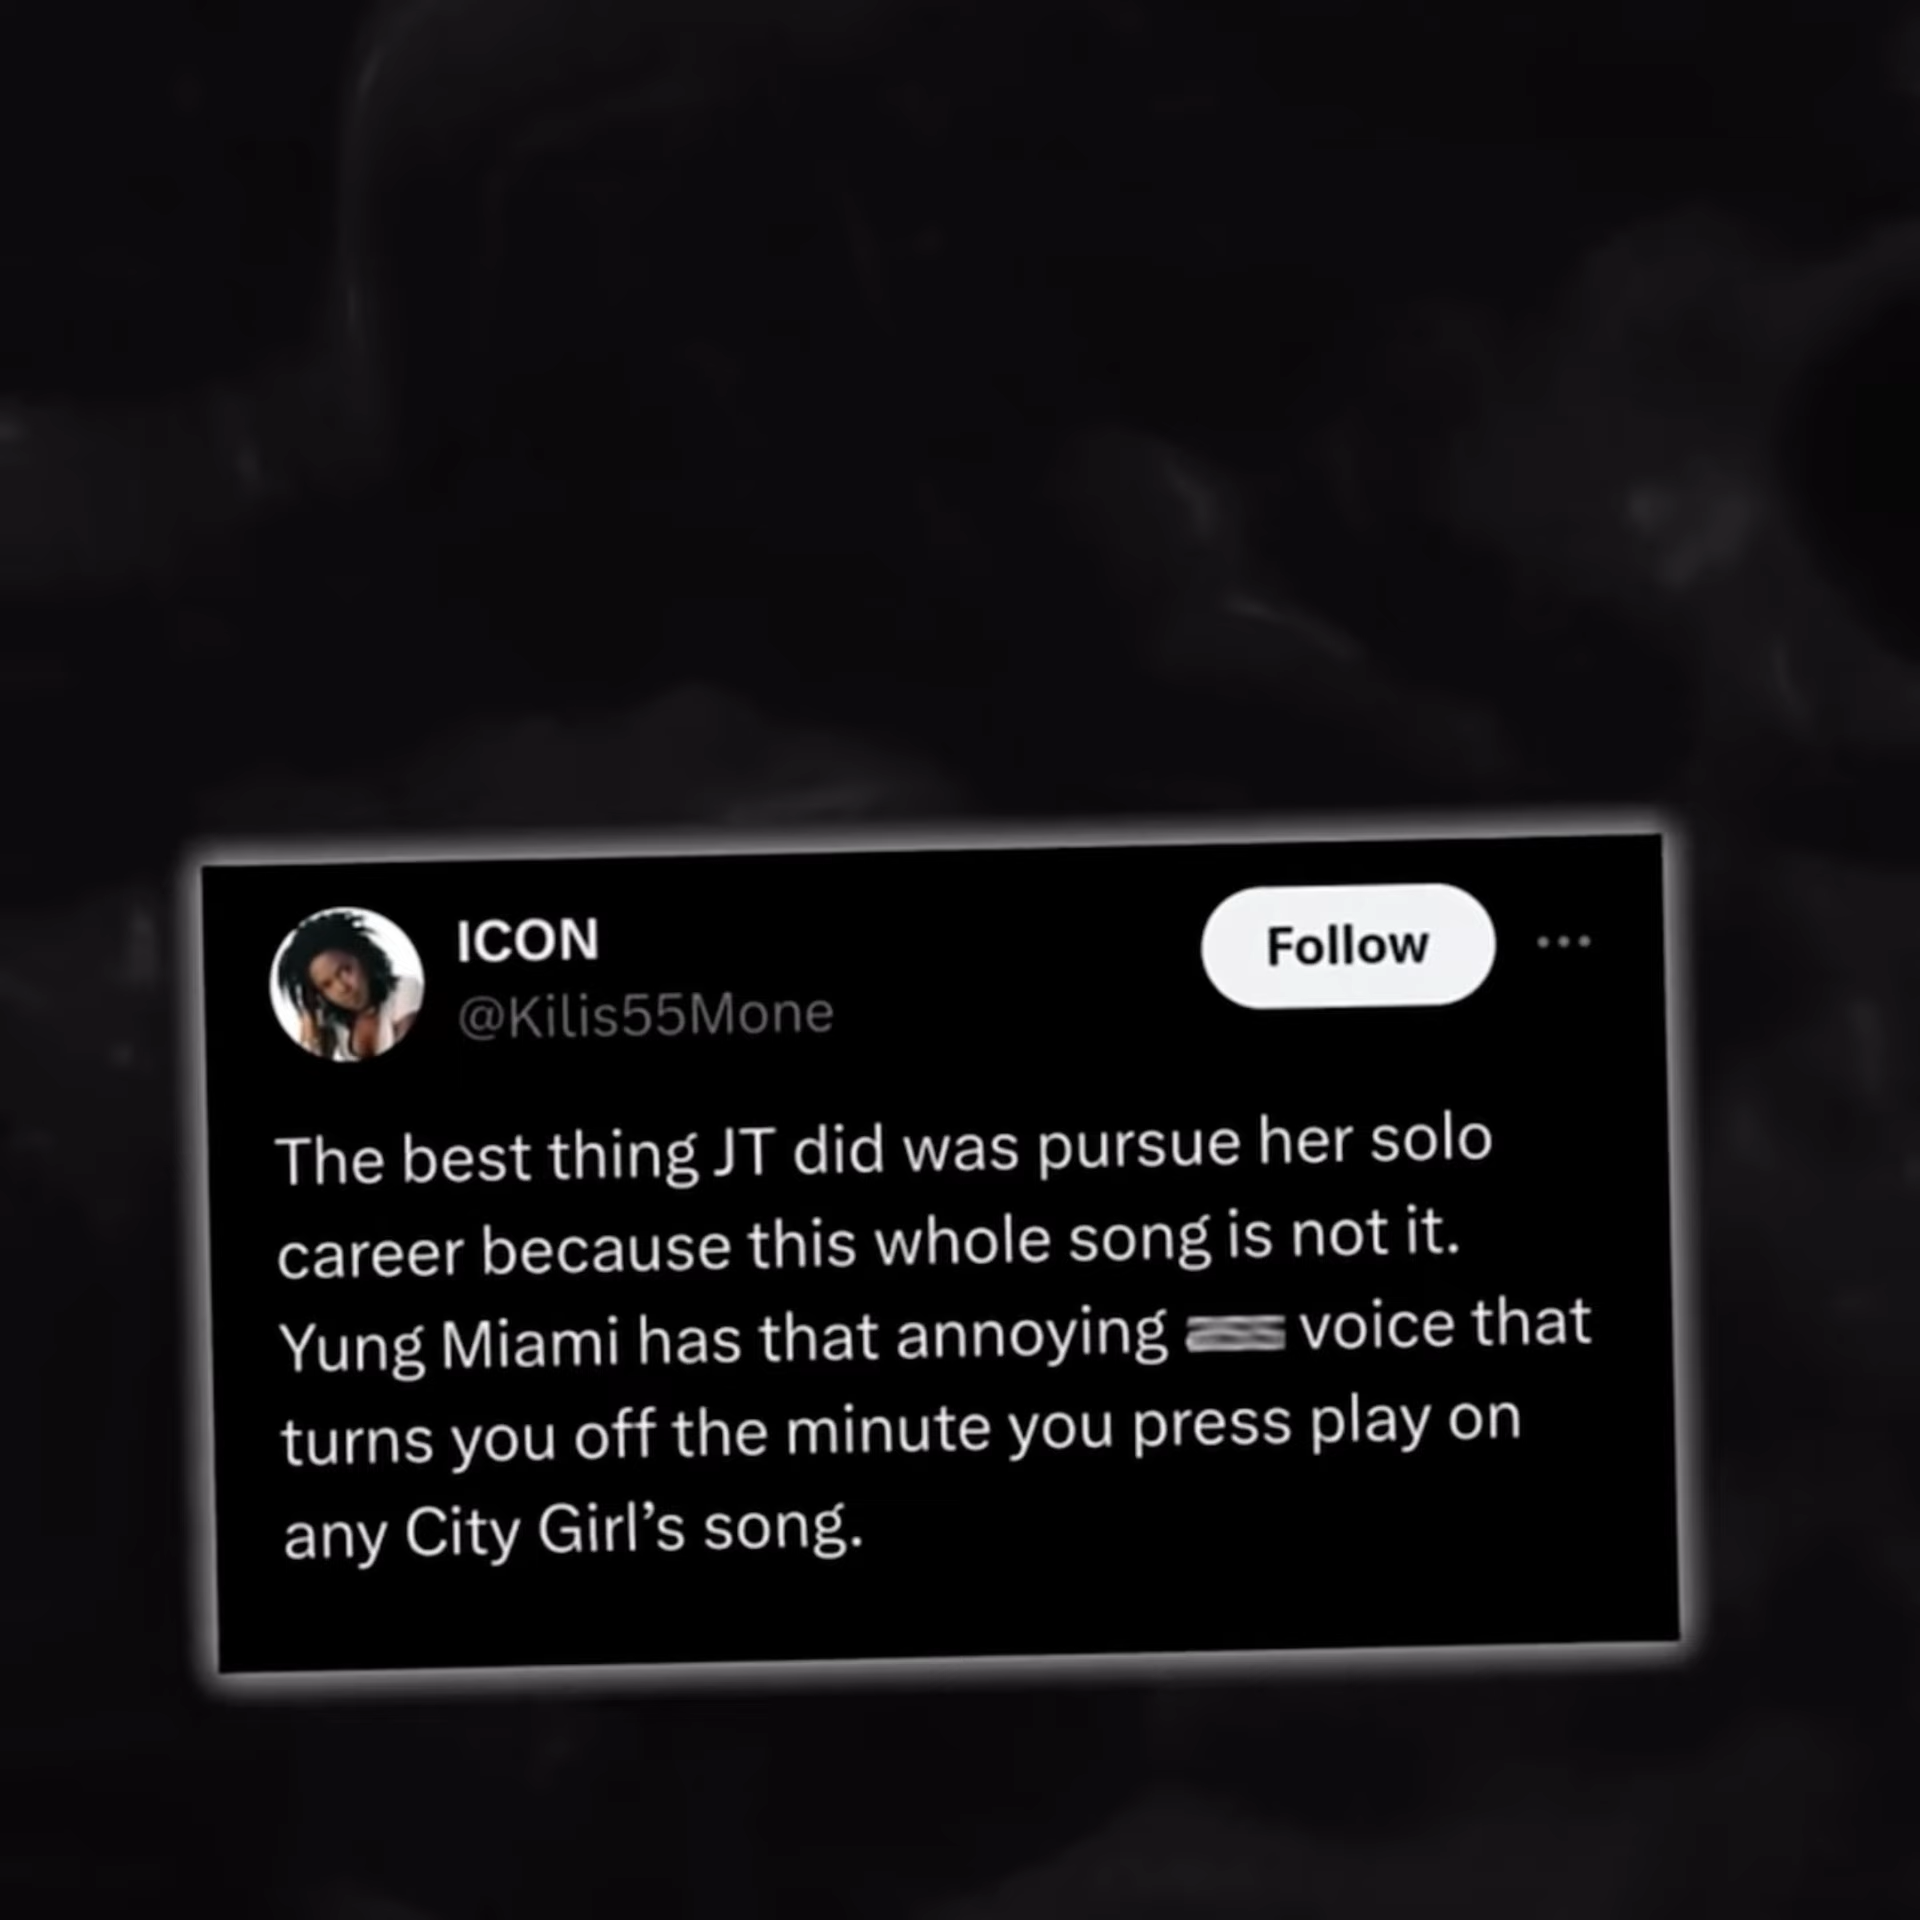 ICON
Follow
@Kilis55Mone
The best thing JT did was pursue her solo
career because this whole song is not it.
Yung Miami has that annoying voice that
turns you off the minute you press play on
any City Girl’s song.